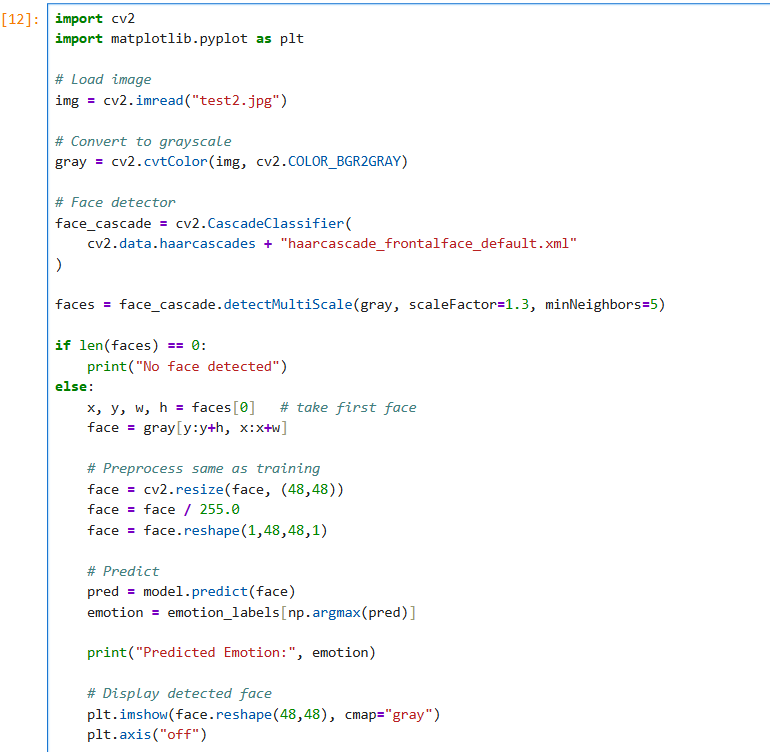 [12]:
import cv2
import matplotlib.pyplot as plt
# Load image
img = cv2.imread("test2.jpg")
# Convert to grayscale
gray = cv2.cvtColor(img, cv2.COLOR_BGR2GRAY)
# Face detector
face_cascade = cv2.CascadeClassifier(
    cv2.data.haarcascades + "haarcascade_frontalface_default.xml"
)
faces = face_cascade.detectMultiScale(gray, scaleFactor=1.3, minNeighbors=5)
if len(faces) == 0:
    print("No face detected")
else:
    x, y, w, h = faces[0]   # take first face
    face = gray[y:y+h, x:x+w]
    # Preprocess same as training
    face = cv2.resize(face, (48,48))
    face = face / 255.0
    face = face.reshape(1,48,48,1)
    # Predict
    pred = model.predict(face)
    emotion = emotion_labels[np.argmax(pred)]
    print("Predicted Emotion:", emotion)
    # Display detected face
    plt.imshow(face.reshape(48,48), cmap="gray")
    plt.axis("off")